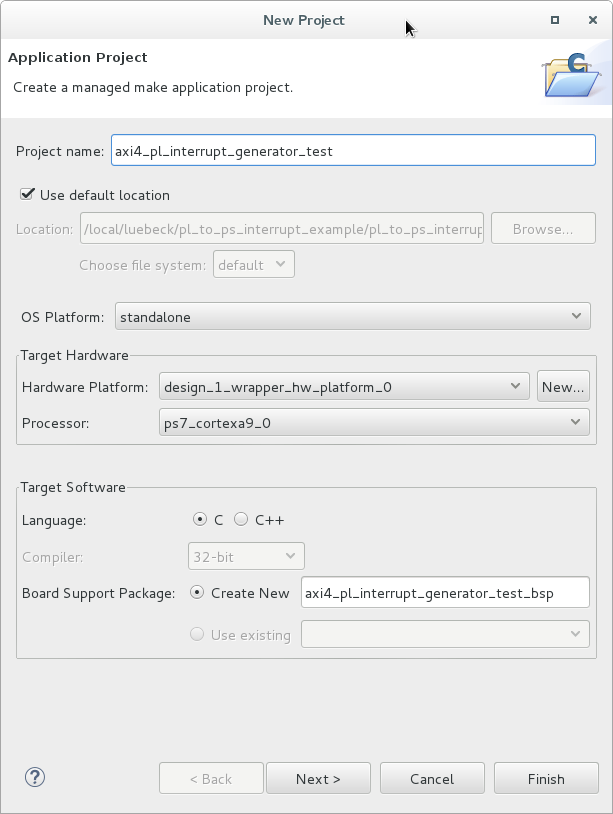 New Project
Application Project
Create a managed make application project.
Project name: axi4_pl_interrupt_generator_test
Use default location
Location: /local/luebeck/pl_to_ps_interrupt_example/pl_to_ps_interrup Browse...
Choose file system: default
OS Platform: standalone
Target Hardware
Hardware Platform: design_1_wrapper_hw_platform_0 New...
Processor: ps7_cortexa9_0
Target Software
Language: C C++
Compiler: 32-bit
Board Support Package: Create New axi4_pl_interrupt_generator_test_bsp
Use existing
? < Back Next > Cancel Finish